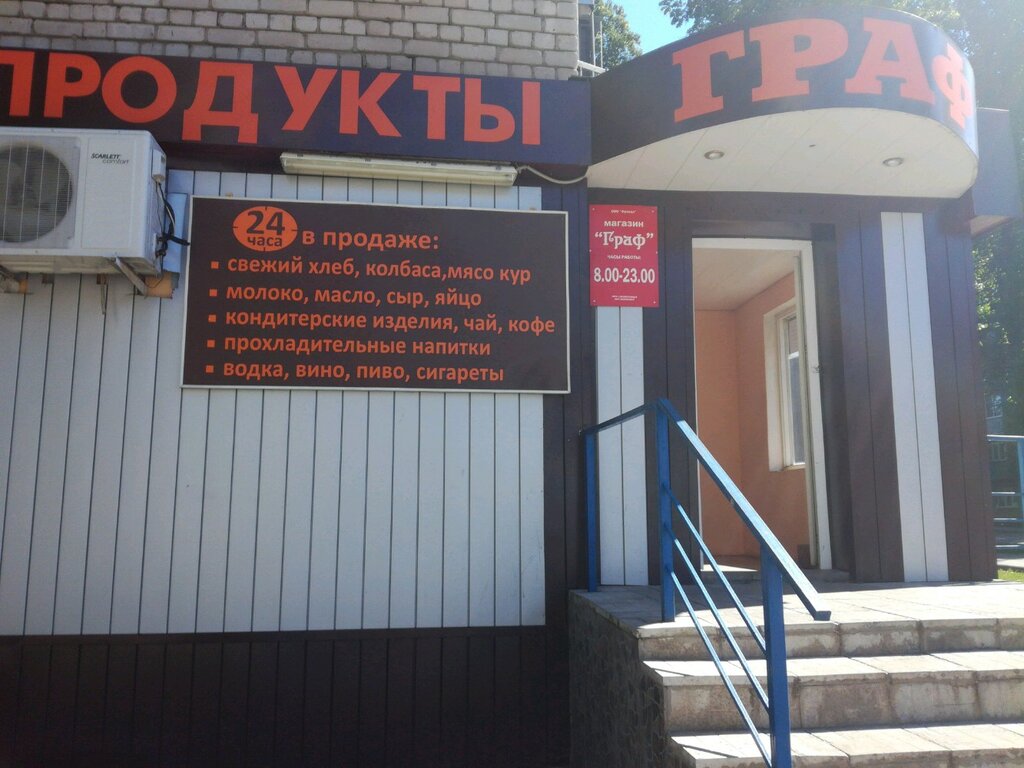 ПРОДУКТЫ
ГРАФ
SCARLETT
comfort
24
часа
в продаже:
▪ свежий хлеб, колбаса,мясо кур
▪ молоко, масло, сыр, яйцо
▪ кондитерские изделия, чай, кофе
▪ прохладительные напитки
▪ водка, вино, пиво, сигареты
магазин
"Граф"
ЧАСЫ РАБОТЫ:
8.00-23.00